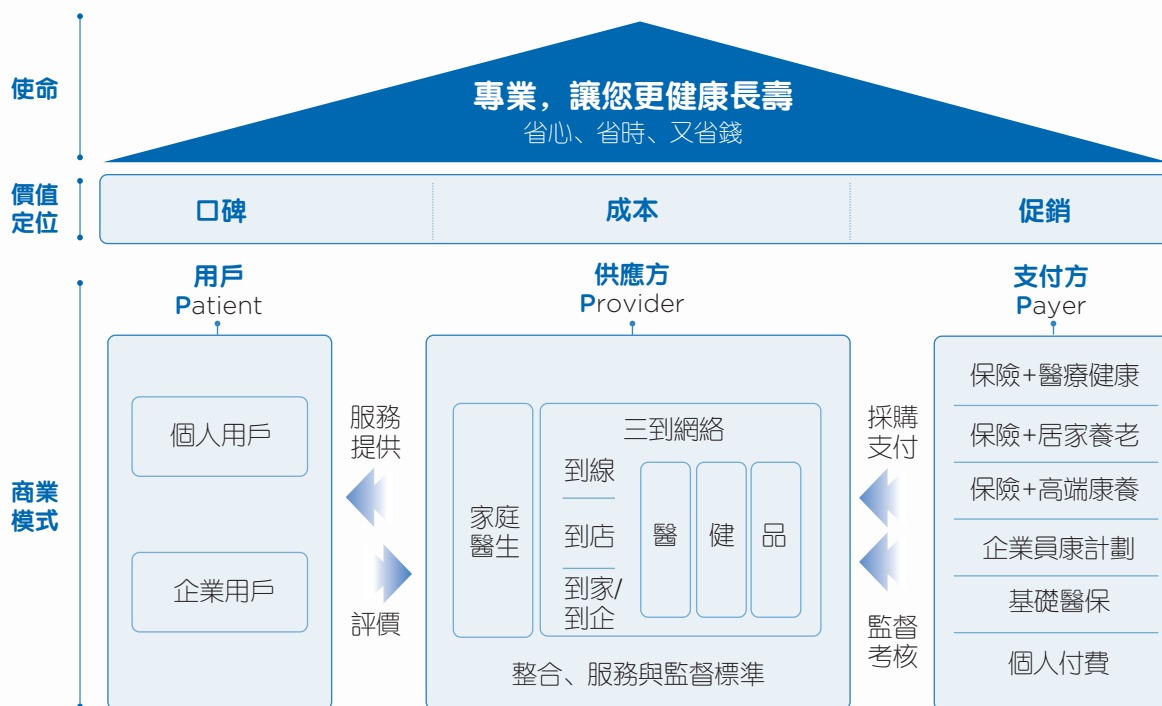 使命
專業，讓您更健康長壽
省心、省時、又省錢
價值
定位
口碑
成本
促銷
商業
模式
用戶
Patient
個人用戶
企業用戶
服務
提供
評價
供應方
Provider
家庭
醫生
三到網絡
到線
到店
到家/
到企
醫
健
品
整合、服務與監督標準
採購
支付
監督
考核
支付方
Payer
保險+醫療健康
保險+居家養老
保險+高端康養
企業員康計劃
基礎醫保
個人付費